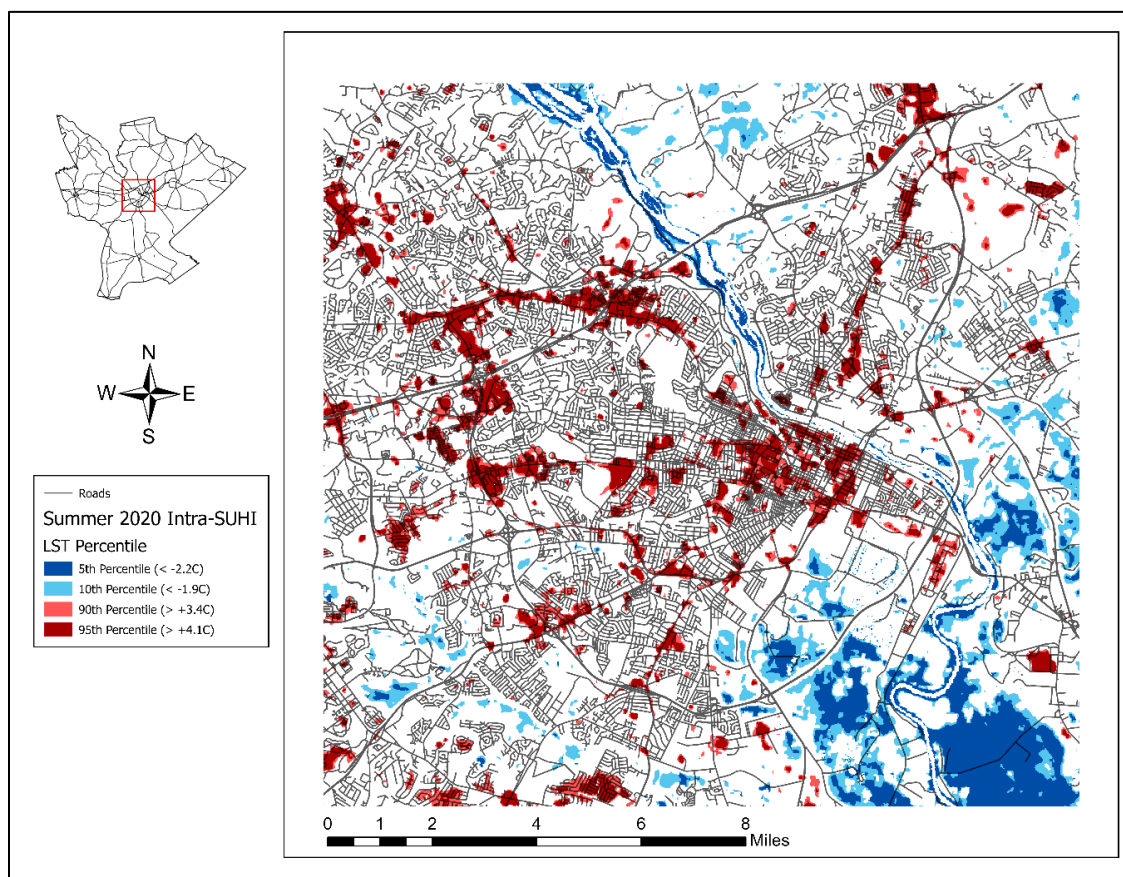 N
W E
S
Roads
Summer 2020 Intra-SUHI
LST Percentile
5th Percentile (< -2.2C)
10th Percentile (< -1.9C)
90th Percentile (> +3.4C)
95th Percentile (> +4.1C)
0 1 2 4 6 8
Miles